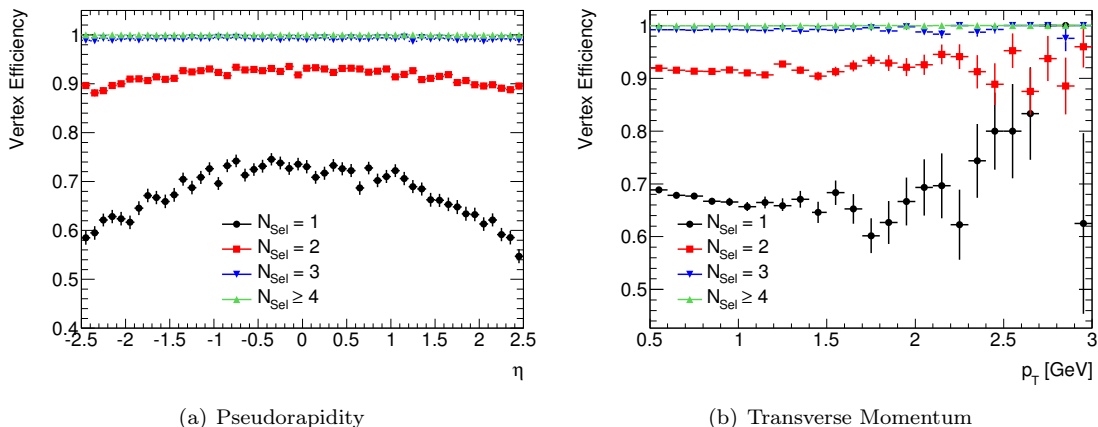 Vertex Efficiency
1
0.9
0.8
0.7
0.6
0.5
0.4
N_Sel = 1
N_Sel = 2
N_Sel = 3
N_Sel ≥ 4
-2.5 -2 -1.5 -1 -0.5 0 0.5 1 1.5 2 2.5
η
(a) Pseudorapidity
Vertex Efficiency
1
0.9
0.8
0.7
0.6
0.5
N_Sel = 1
N_Sel = 2
N_Sel = 3
N_Sel ≥ 4
0.5 1 1.5 2 2.5 3
p_T [GeV]
(b) Transverse Momentum